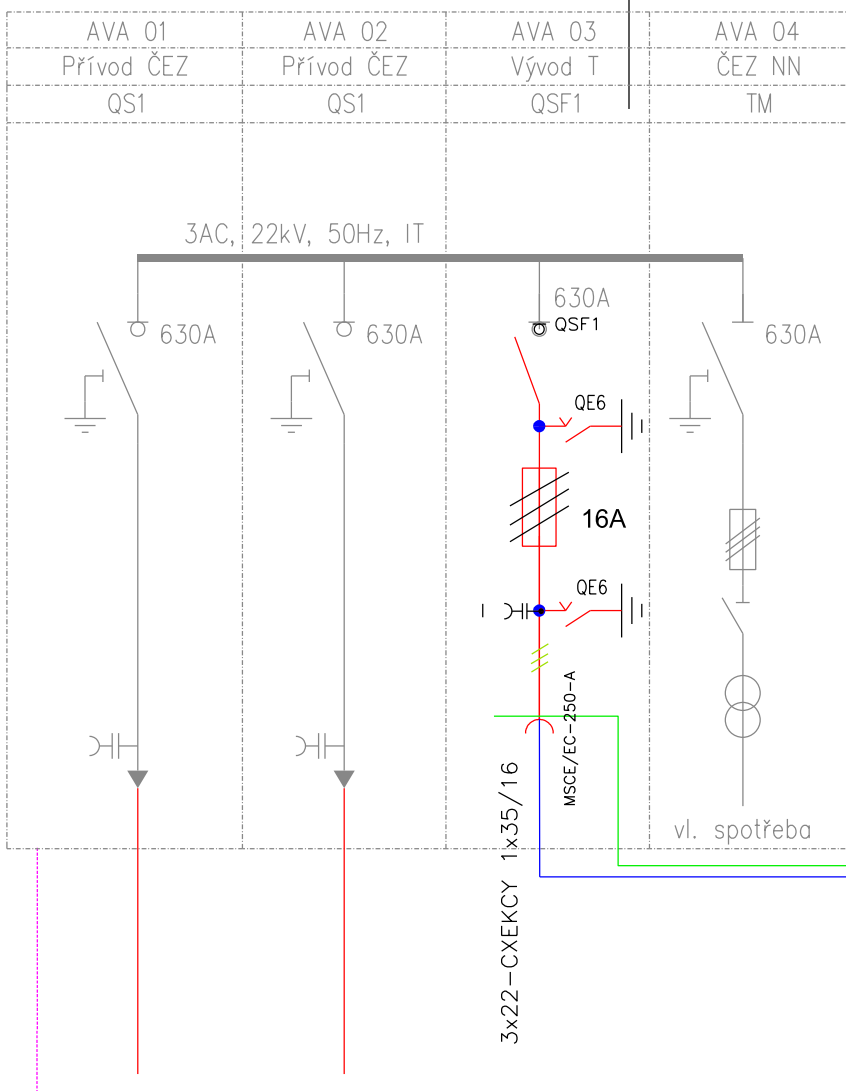 AVA 01
AVA 02
AVA 03
AVA 04
Přívod ČEZ
Přívod ČEZ
Vývod T
ČEZ NN
QS1
QS1
QSF1
TM
3AC, 22kV, 50Hz, IT
630A
630A
630A
QSF1
630A
QE6
16A
QE6
MSCE/EC-250-A
3x22-CXEKCY 1x35/16
vl. spotřeba